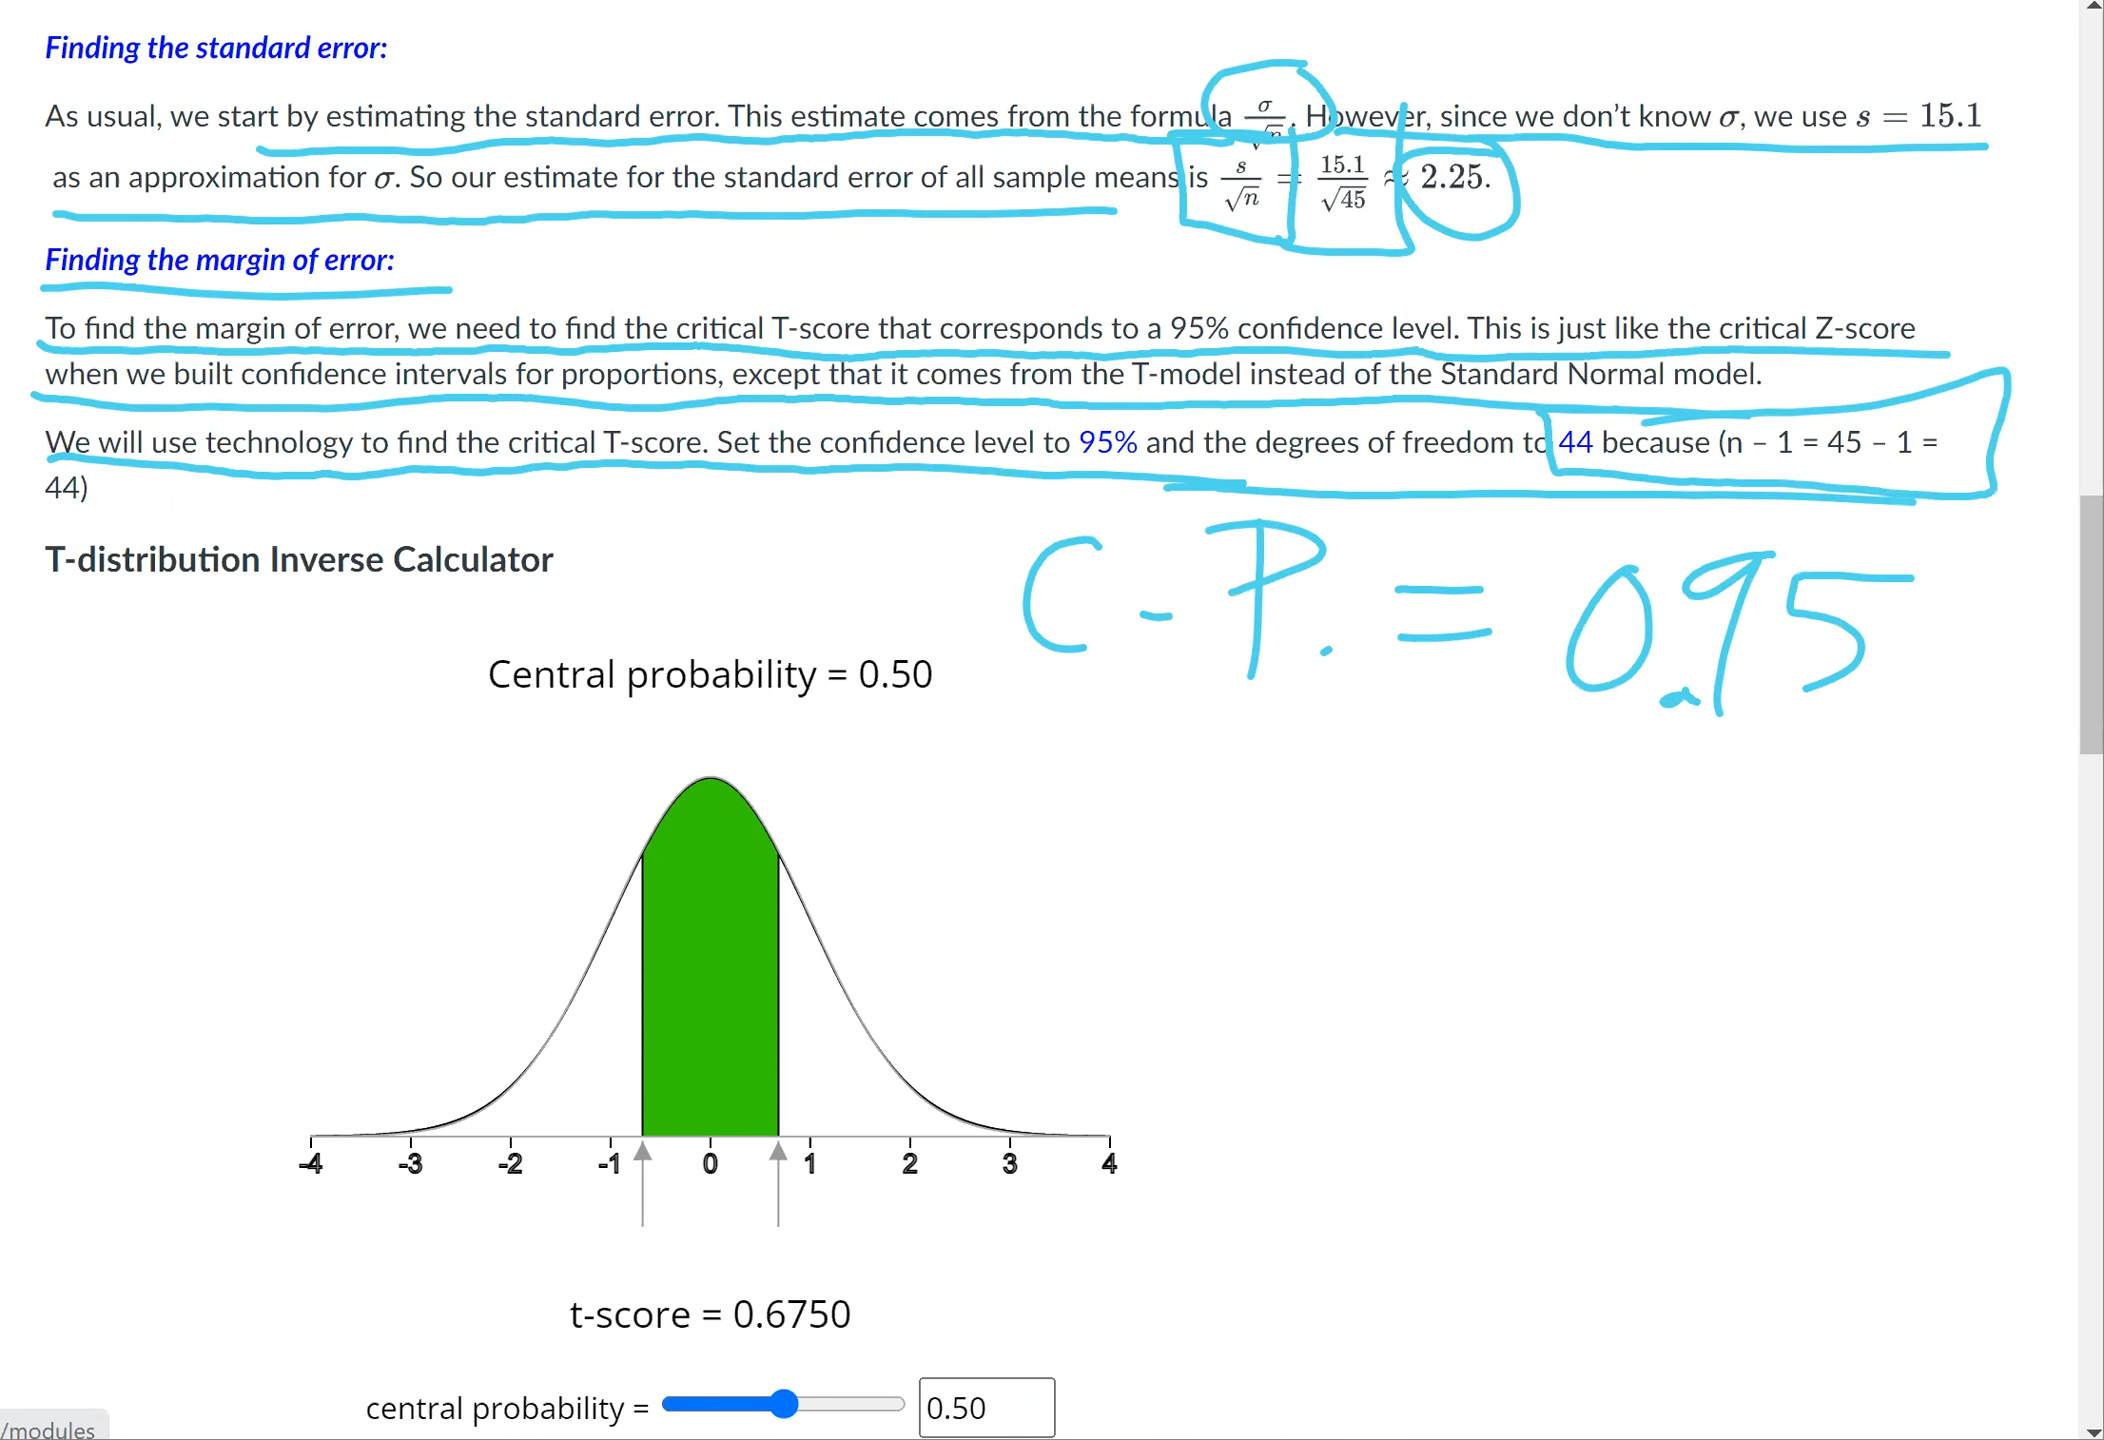 Finding the standard error:
As usual, we start by estimating the standard error. This estimate comes from the formula σ/√n. However, since we don’t know σ, we use s = 15.1
as an approximation for σ. So our estimate for the standard error of all sample means is s/√n = 15.1/√45 ≈ 2.25.
Finding the margin of error:
To find the margin of error, we need to find the critical T-score that corresponds to a 95% confidence level. This is just like the critical Z-score
when we built confidence intervals for proportions, except that it comes from the T-model instead of the Standard Normal model.
We will use technology to find the critical T-score. Set the confidence level to 95% and the degrees of freedom to 44 because (n – 1 = 45 – 1 =
44)
T-distribution Inverse Calculator
C - P. = 0.95
Central probability = 0.50
-4 -3 -2 -1 0 1 2 3 4
t-score = 0.6750
central probability = 0.50
/modules